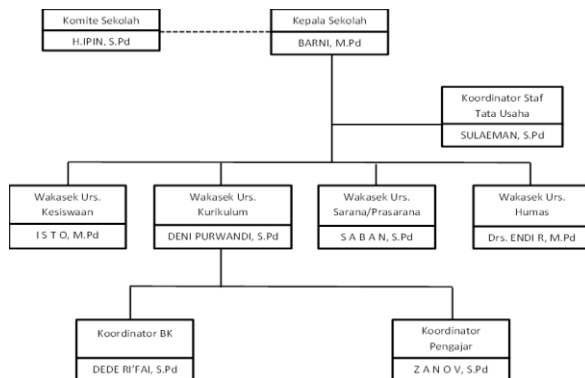 Komite Sekolah
H.IPIN, S.Pd
Kepala Sekolah
BARNI, M.Pd
Koordinator Staf
Tata Usaha
SULAEMAN, S.Pd
Wakasek Urs.
Kesiswaan
I S T O, M.Pd
Wakasek Urs.
Kurikulum
DENI PURWANDI, S.Pd
Wakasek Urs.
Sarana/Prasarana
S A B A N, S.Pd
Wakasek Urs.
Humas
Drs. ENDI R, M.Pd
Koordinator BK
DEDE RI'FAI, S.Pd
Koordinator
Pengajar
Z A N O V, S.Pd